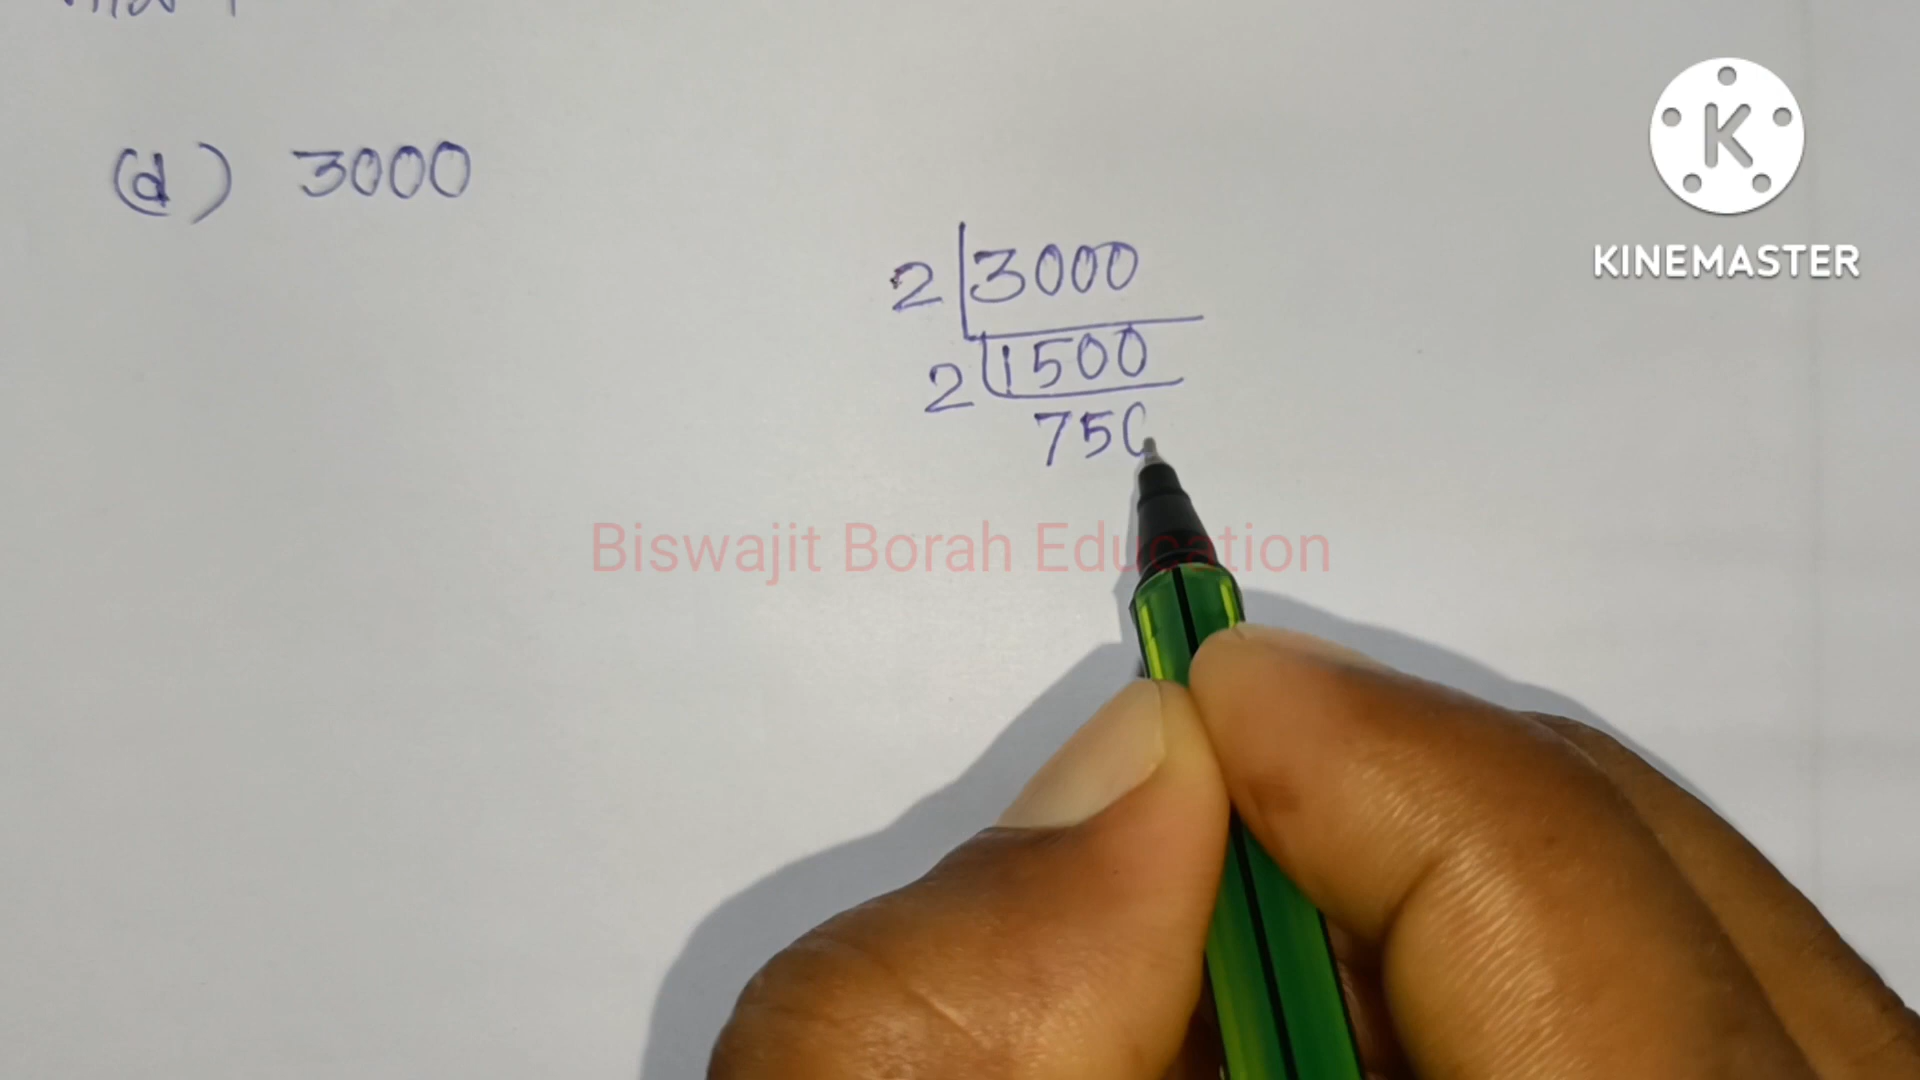 (d) 3000
2 3000
2 1500
750
Biswajit Borah Education
K
KINEMASTER